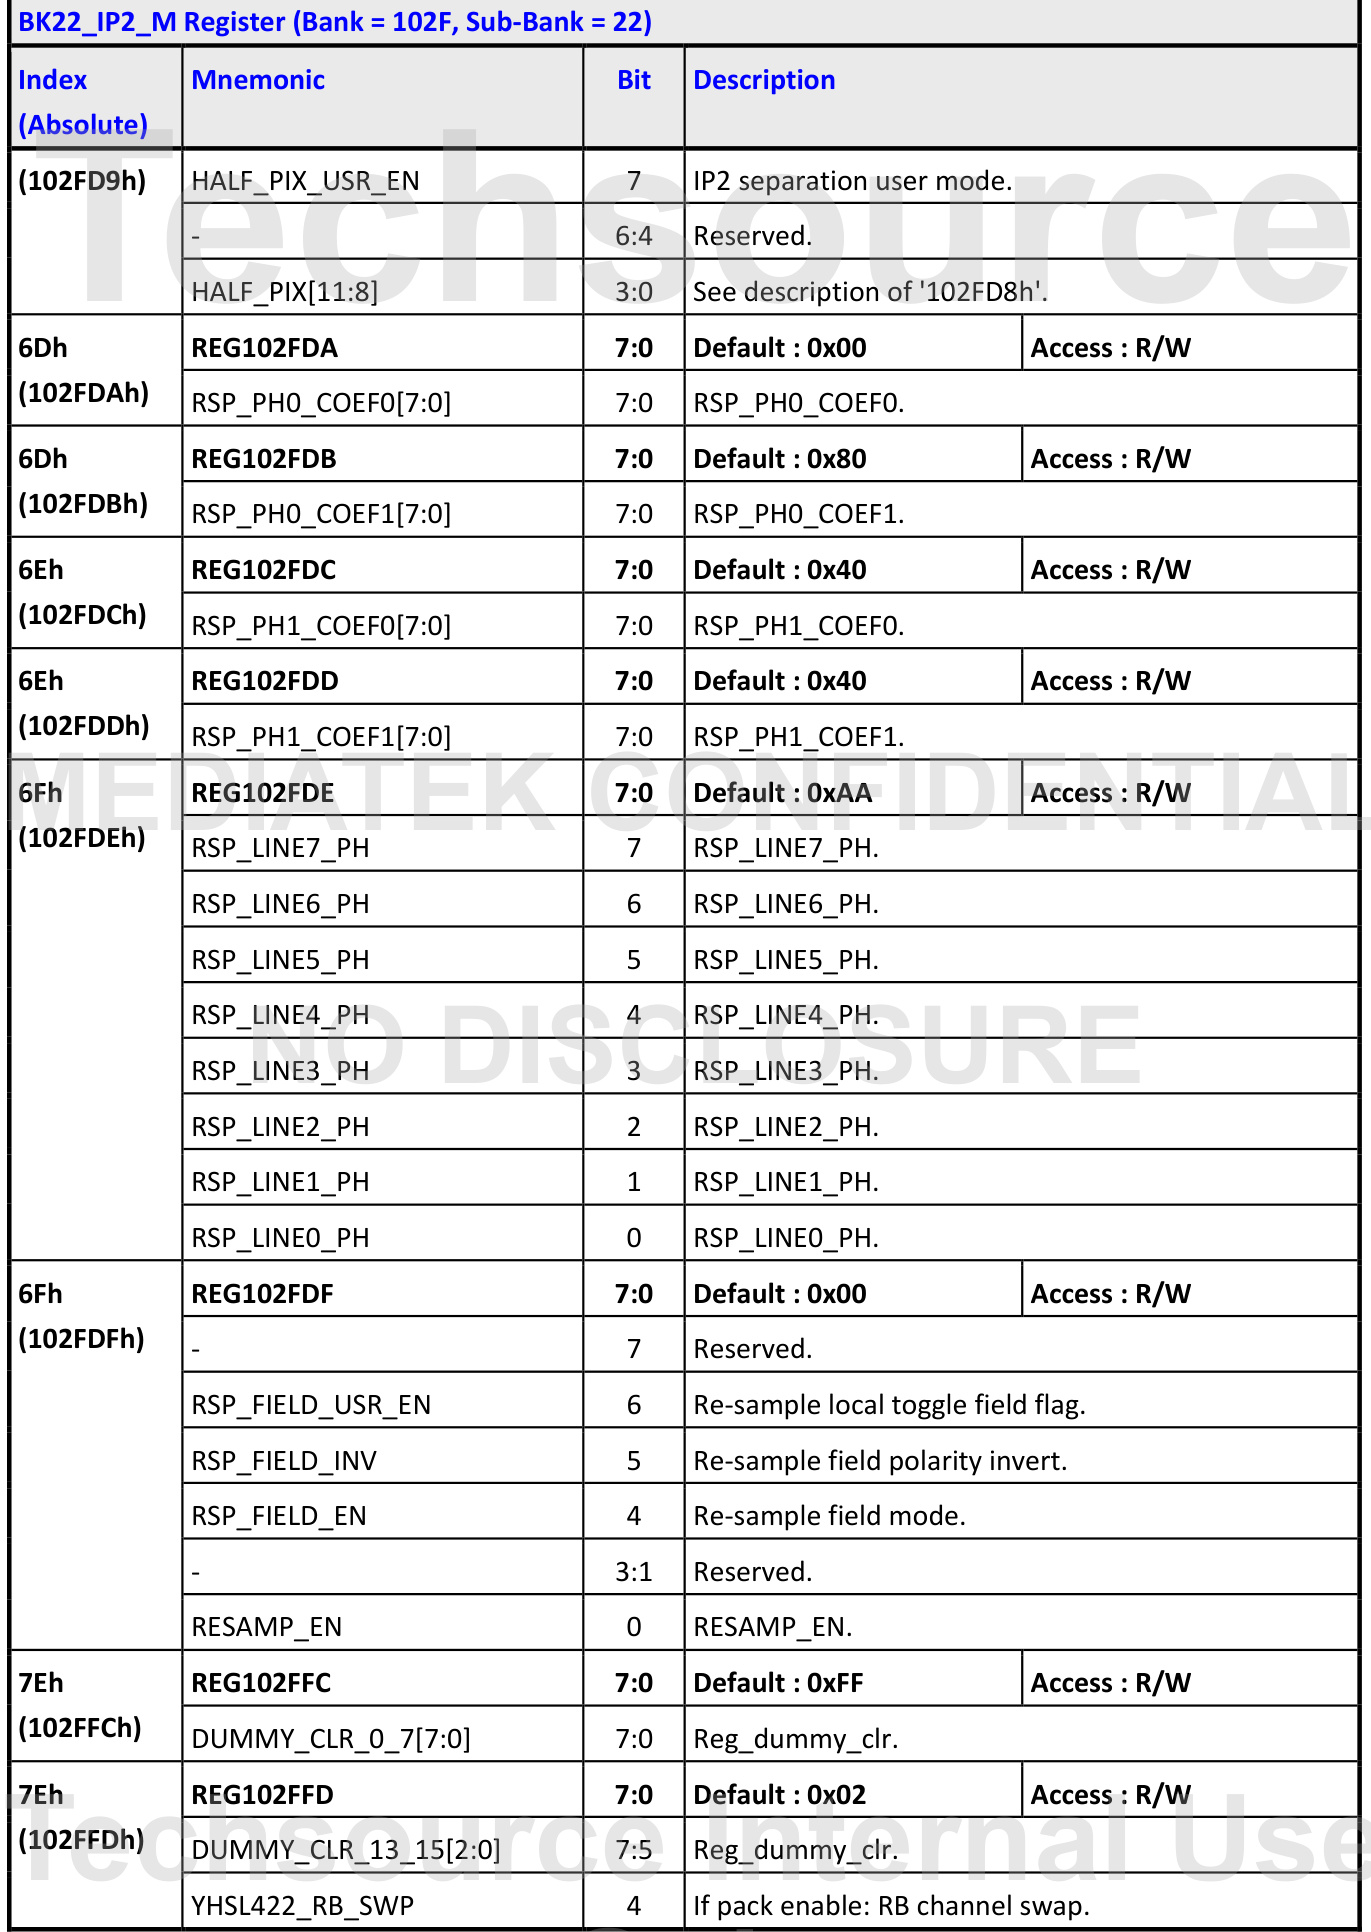 BK22_IP2_M Register (Bank = 102F, Sub-Bank = 22)
Index (Absolute) Mnemonic Bit Description
(102FD9h) HALF_PIX_USR_EN 7 IP2 separation user mode.
- 6:4 Reserved.
HALF_PIX[11:8] 3:0 See description of '102FD8h'.
Techsource
6Dh REG102FDA 7:0 Default : 0x00 Access : R/W
(102FDAh) RSP_PH0_COEF0[7:0] 7:0 RSP_PH0_COEF0.
6Dh REG102FDB 7:0 Default : 0x80 Access : R/W
(102FDBh) RSP_PH0_COEF1[7:0] 7:0 RSP_PH0_COEF1.
6Eh REG102FDC 7:0 Default : 0x40 Access : R/W
(102FDCh) RSP_PH1_COEF0[7:0] 7:0 RSP_PH1_COEF0.
6Eh REG102FDD 7:0 Default : 0x40 Access : R/W
(102FDDh) RSP_PH1_COEF1[7:0] 7:0 RSP_PH1_COEF1.
MEDIATEK CONFIDENTIAL
6Fh REG102FDE 7:0 Default : 0xAA Access : R/W
(102FDEh) RSP_LINE7_PH 7 RSP_LINE7_PH.
RSP_LINE6_PH 6 RSP_LINE6_PH.
RSP_LINE5_PH 5 RSP_LINE5_PH.
RSP_LINE4_PH 4 RSP_LINE4_PH.
NO DISCLOSURE
RSP_LINE3_PH 3 RSP_LINE3_PH.
RSP_LINE2_PH 2 RSP_LINE2_PH.
RSP_LINE1_PH 1 RSP_LINE1_PH.
RSP_LINE0_PH 0 RSP_LINE0_PH.
6Fh REG102FDF 7:0 Default : 0x00 Access : R/W
(102FDFh) - 7 Reserved.
RSP_FIELD_USR_EN 6 Re-sample local toggle field flag.
RSP_FIELD_INV 5 Re-sample field polarity invert.
RSP_FIELD_EN 4 Re-sample field mode.
- 3:1 Reserved.
RESAMP_EN 0 RESAMP_EN.
7Eh REG102FFC 7:0 Default : 0xFF Access : R/W
(102FFCh) DUMMY_CLR_0_7[7:0] 7:0 Reg_dummy_clr.
7Eh REG102FFD 7:0 Default : 0x02 Access : R/W
(102FFDh) DUMMY_CLR_13_15[2:0] 7:5 Reg_dummy_clr.
Techsource Internal Use
YHSL422_RB_SWP 4 If pack enable: RB channel swap.